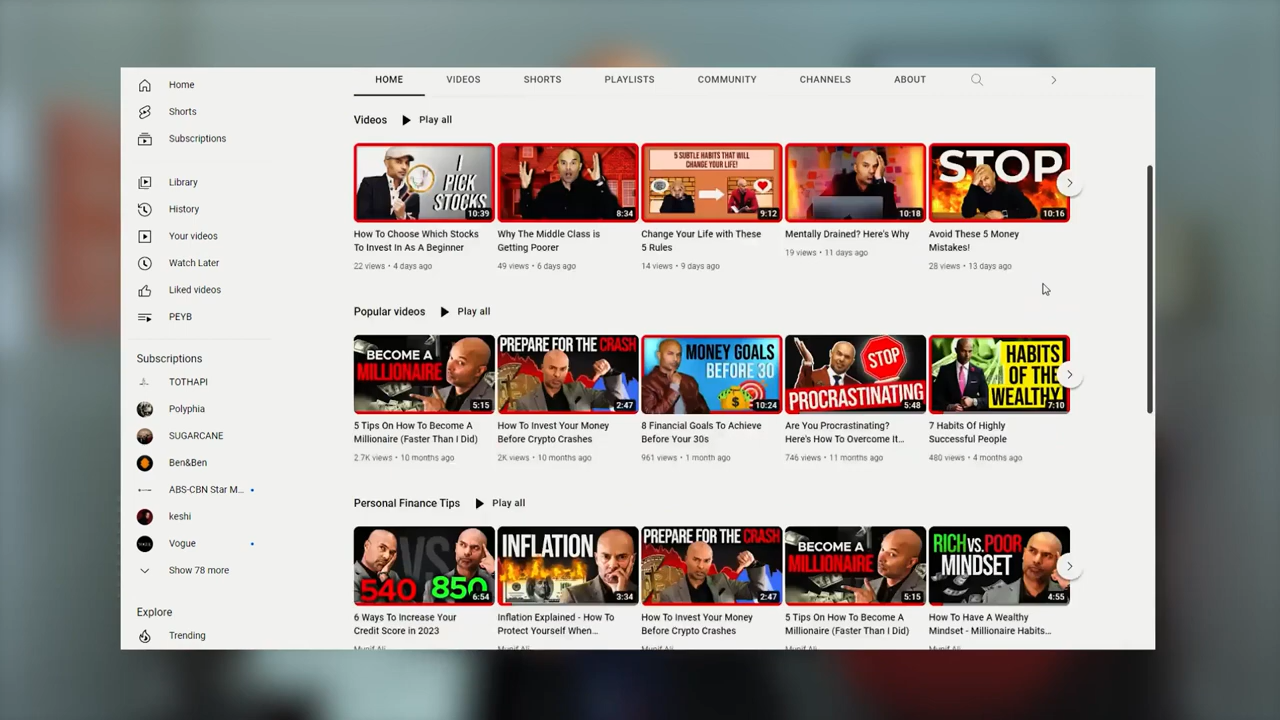 Home
Shorts
Subscriptions
Library
History
Your videos
Watch Later
Liked videos
PEYB
Subscriptions
TOTHAPI
Polyphia
SUGARCANE
Ben&Ben
ABS-CBN Star M...
keshi
Vogue
Show 78 more
Explore
Trending
HOME VIDEOS SHORTS PLAYLISTS COMMUNITY CHANNELS ABOUT
Videos Play all
I PICK STOCKS
10:39
8:34
5 SUBTLE HABITS THAT WILL
CHANGE YOUR LIFE!
9:12
10:18
STOP
10:16
How To Choose Which Stocks
To Invest In As A Beginner
22 views • 4 days ago
Why The Middle Class is
Getting Poorer
49 views • 6 days ago
Change Your Life with These
5 Rules
14 views • 9 days ago
Mentally Drained? Here's Why
19 views • 11 days ago
Avoid These 5 Money
Mistakes!
28 views • 13 days ago
Popular videos Play all
BECOME A
MILLIONAIRE
5:15
PREPARE FOR THE CRASH
2:47
MONEY GOALS
BEFORE 30
10:24
STOP
PROCRASTINATING
5:48
HABITS
OF THE
WEALTHY
7:10
5 Tips On How To Become A
Millionaire (Faster Than I Did)
2.7K views • 10 months ago
How To Invest Your Money
Before Crypto Crashes
2K views • 10 months ago
8 Financial Goals To Achieve
Before Your 30s
961 views • 1 month ago
Are You Procrastinating?
Here's How To Overcome It...
746 views • 11 months ago
7 Habits Of Highly
Successful People
480 views • 4 months ago
Personal Finance Tips Play all
VS
540 850
6:54
INFLATION
3:34
PREPARE FOR THE CRASH
2:47
BECOME A
MILLIONAIRE
5:15
RICH VS. POOR
MINDSET
4:55
6 Ways To Increase Your
Credit Score in 2023
Munif Ali
Inflation Explained - How To
Protect Yourself When...
Munif Ali
How To Invest Your Money
Before Crypto Crashes
Munif Ali
5 Tips On How To Become A
Millionaire (Faster Than I Did)
Munif Ali
How To Have A Wealthy
Mindset - Millionaire Habits...
Munif Ali